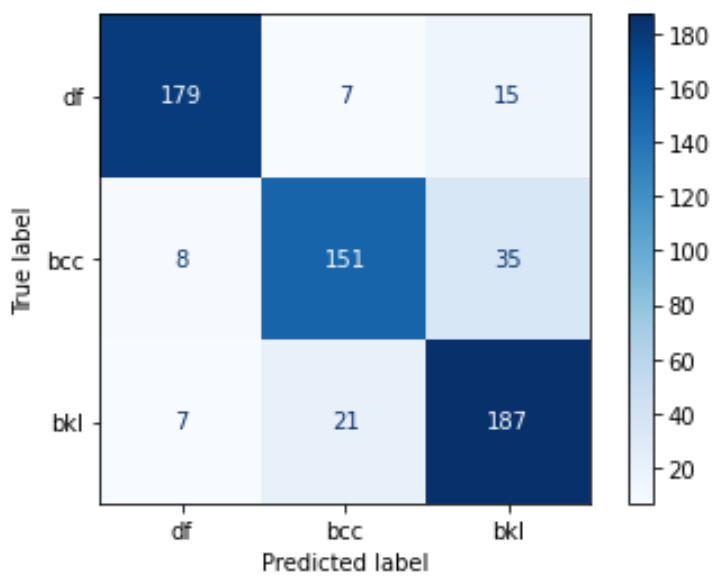 180
df 179 7 15
160
140
120
True label
bcc 8 151 35
100
80
60
bkl 7 21 187
40
20
df bcc bkl
Predicted label